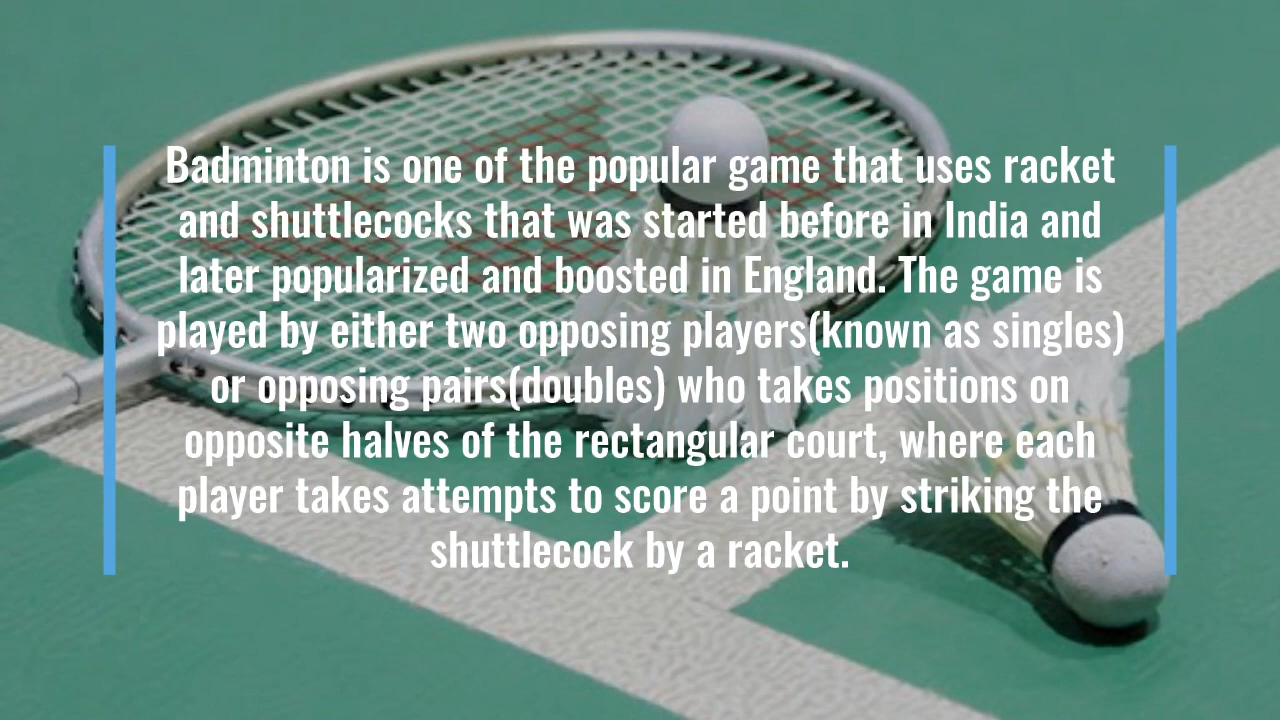 Badminton is one of the popular game that uses racket
and shuttlecocks that was started before in India and
later popularized and boosted in England. The game is
played by either two opposing players(known as singles)
or opposing pairs(doubles) who takes positions on
opposite halves of the rectangular court, where each
player takes attempts to score a point by striking the
shuttlecock by a racket.